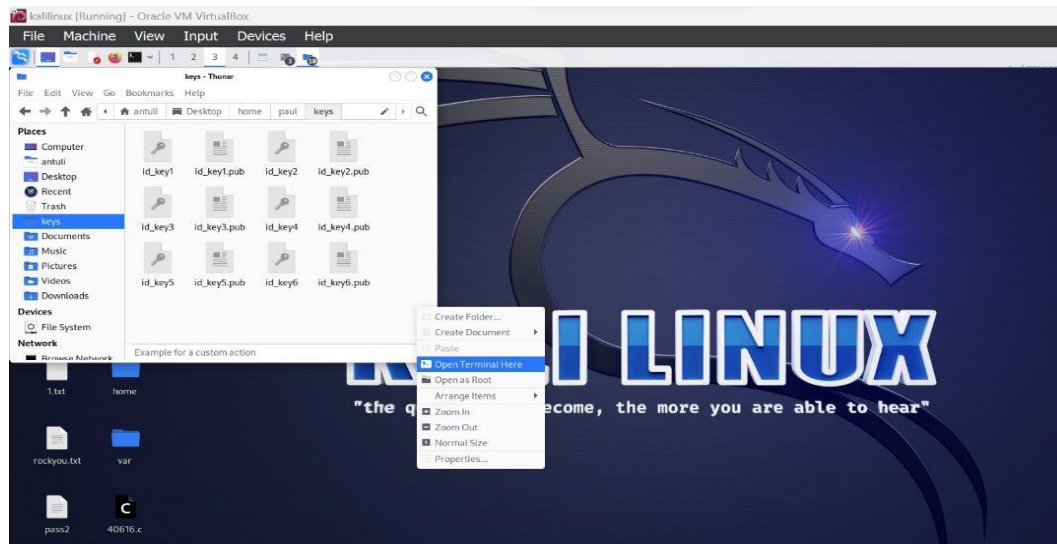 kalilinux [Running] - Oracle VM VirtualBox
File Machine View Input Devices Help
1 2 3 4
keys - Thunar
File Edit View Go Bookmarks Help
antuli Desktop home paul keys
Places
Computer
antuli
Desktop
Recent
Trash
keys
Documents
Music
Pictures
Videos
Downloads
Devices
File System
Network
Browse Network
id_key1 id_key1.pub id_key2 id_key2.pub
id_key3 id_key3.pub id_key4 id_key4.pub
id_key5 id_key5.pub id_key6 id_key6.pub
Example for a custom action
Create Folder...
Create Document
Paste
Open Terminal Here
Open as Root
Arrange Items
Zoom In
Zoom Out
Normal Size
Properties...
LINUX
"the q ecome, the more you are able to hear"
1.txt home
rockyou.txt var
pass2 40616.c